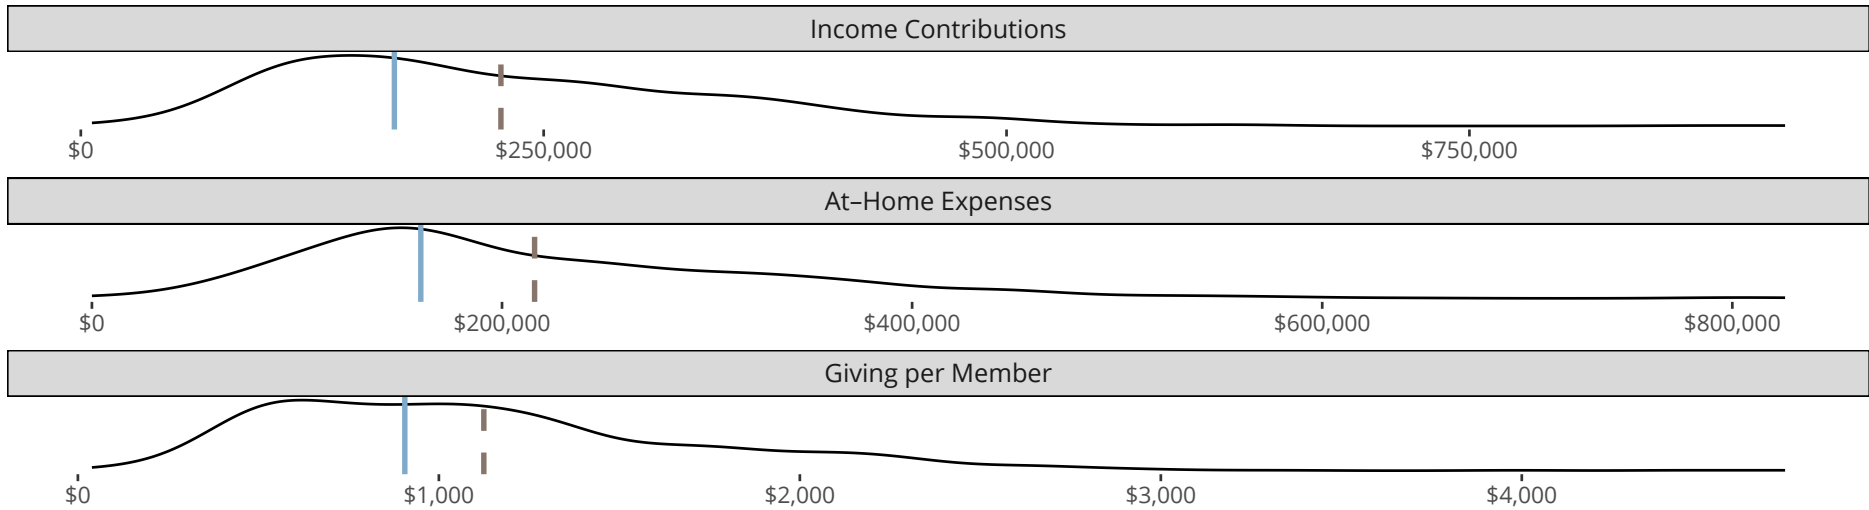 Income Contributions
$0 $250,000 $500,000 $750,000
At–Home Expenses
$0 $200,000 $400,000 $600,000 $800,000
Giving per Member
$0 $1,000 $2,000 $3,000 $4,000